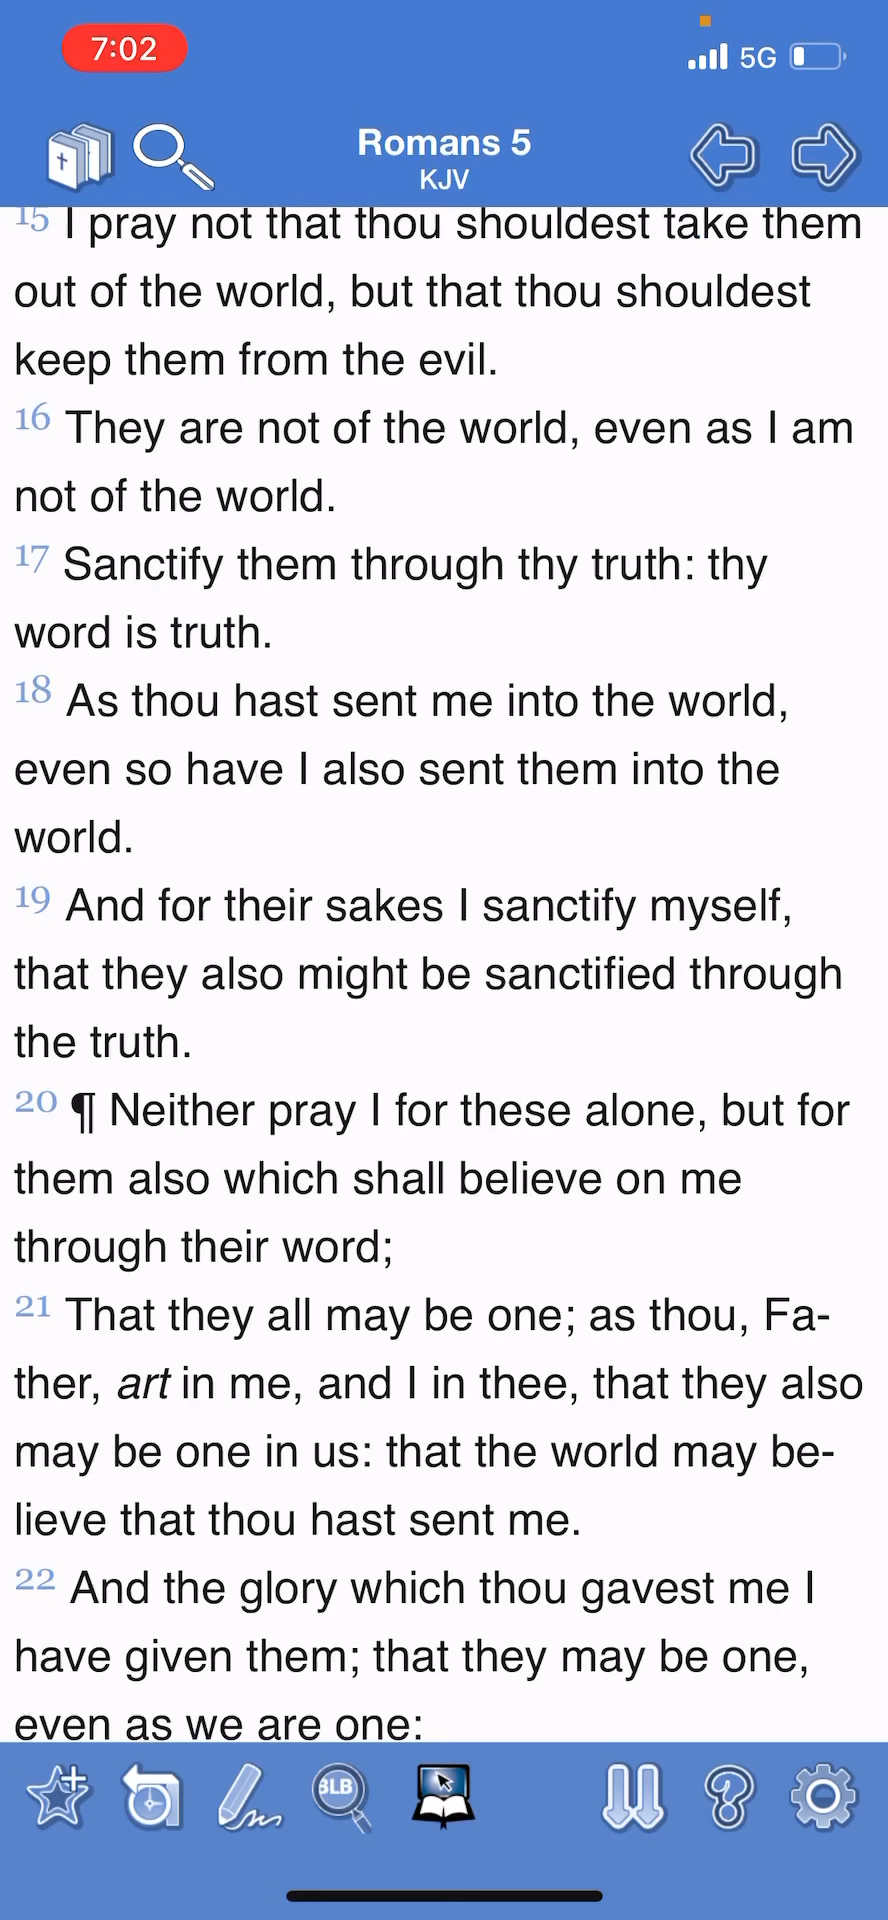 7:02
5G
Romans 5
KJV
15 I pray not that thou shouldest take them
out of the world, but that thou shouldest
keep them from the evil.
16 They are not of the world, even as I am
not of the world.
17 Sanctify them through thy truth: thy
word is truth.
18 As thou hast sent me into the world,
even so have I also sent them into the
world.
19 And for their sakes I sanctify myself,
that they also might be sanctified through
the truth.
20 ¶ Neither pray I for these alone, but for
them also which shall believe on me
through their word;
21 That they all may be one; as thou, Fa-
ther, art in me, and I in thee, that they also
may be one in us: that the world may be-
lieve that thou hast sent me.
22 And the glory which thou gavest me I
have given them; that they may be one,
even as we are one:
BLB